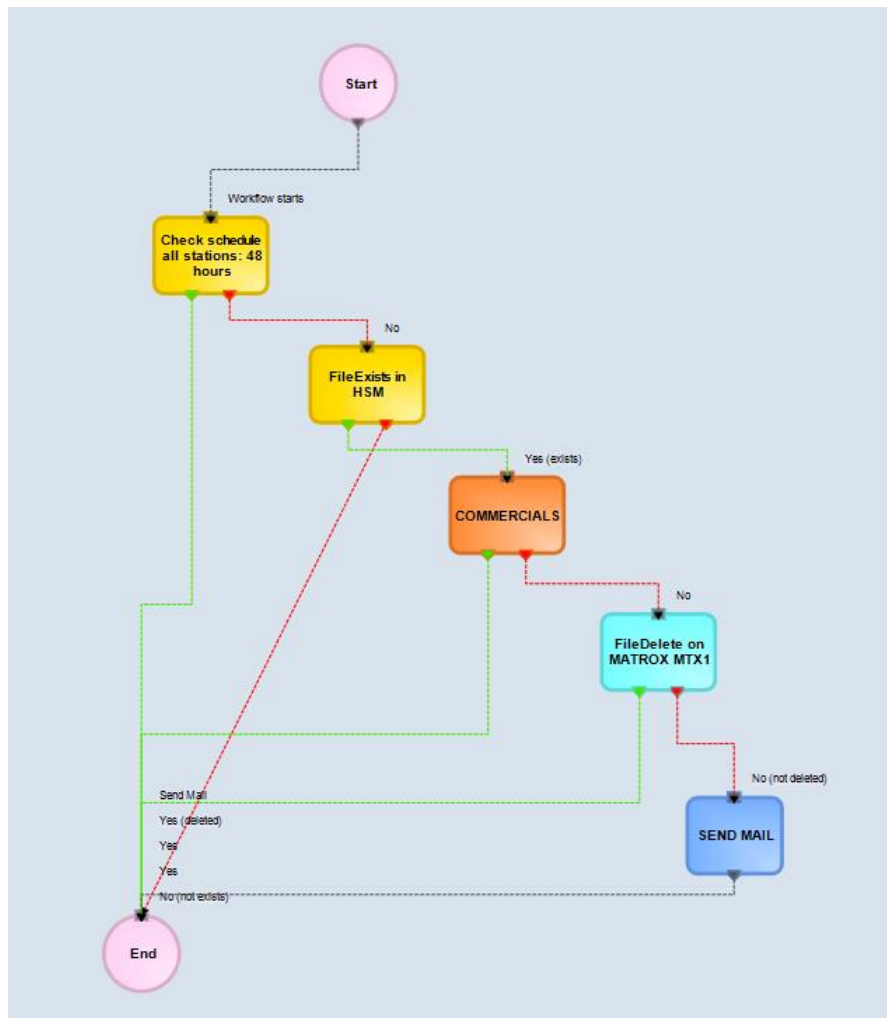 Start
Workflow starts
Check schedule
all stations: 48
hours
No
FileExists in
HSM
Yes (exists)
COMMERCIALS
No
FileDelete on
MATROX MTX1
No (not deleted)
Send Mail
Yes (deleted)
SEND MAIL
Yes
Yes
No (not exists)
End